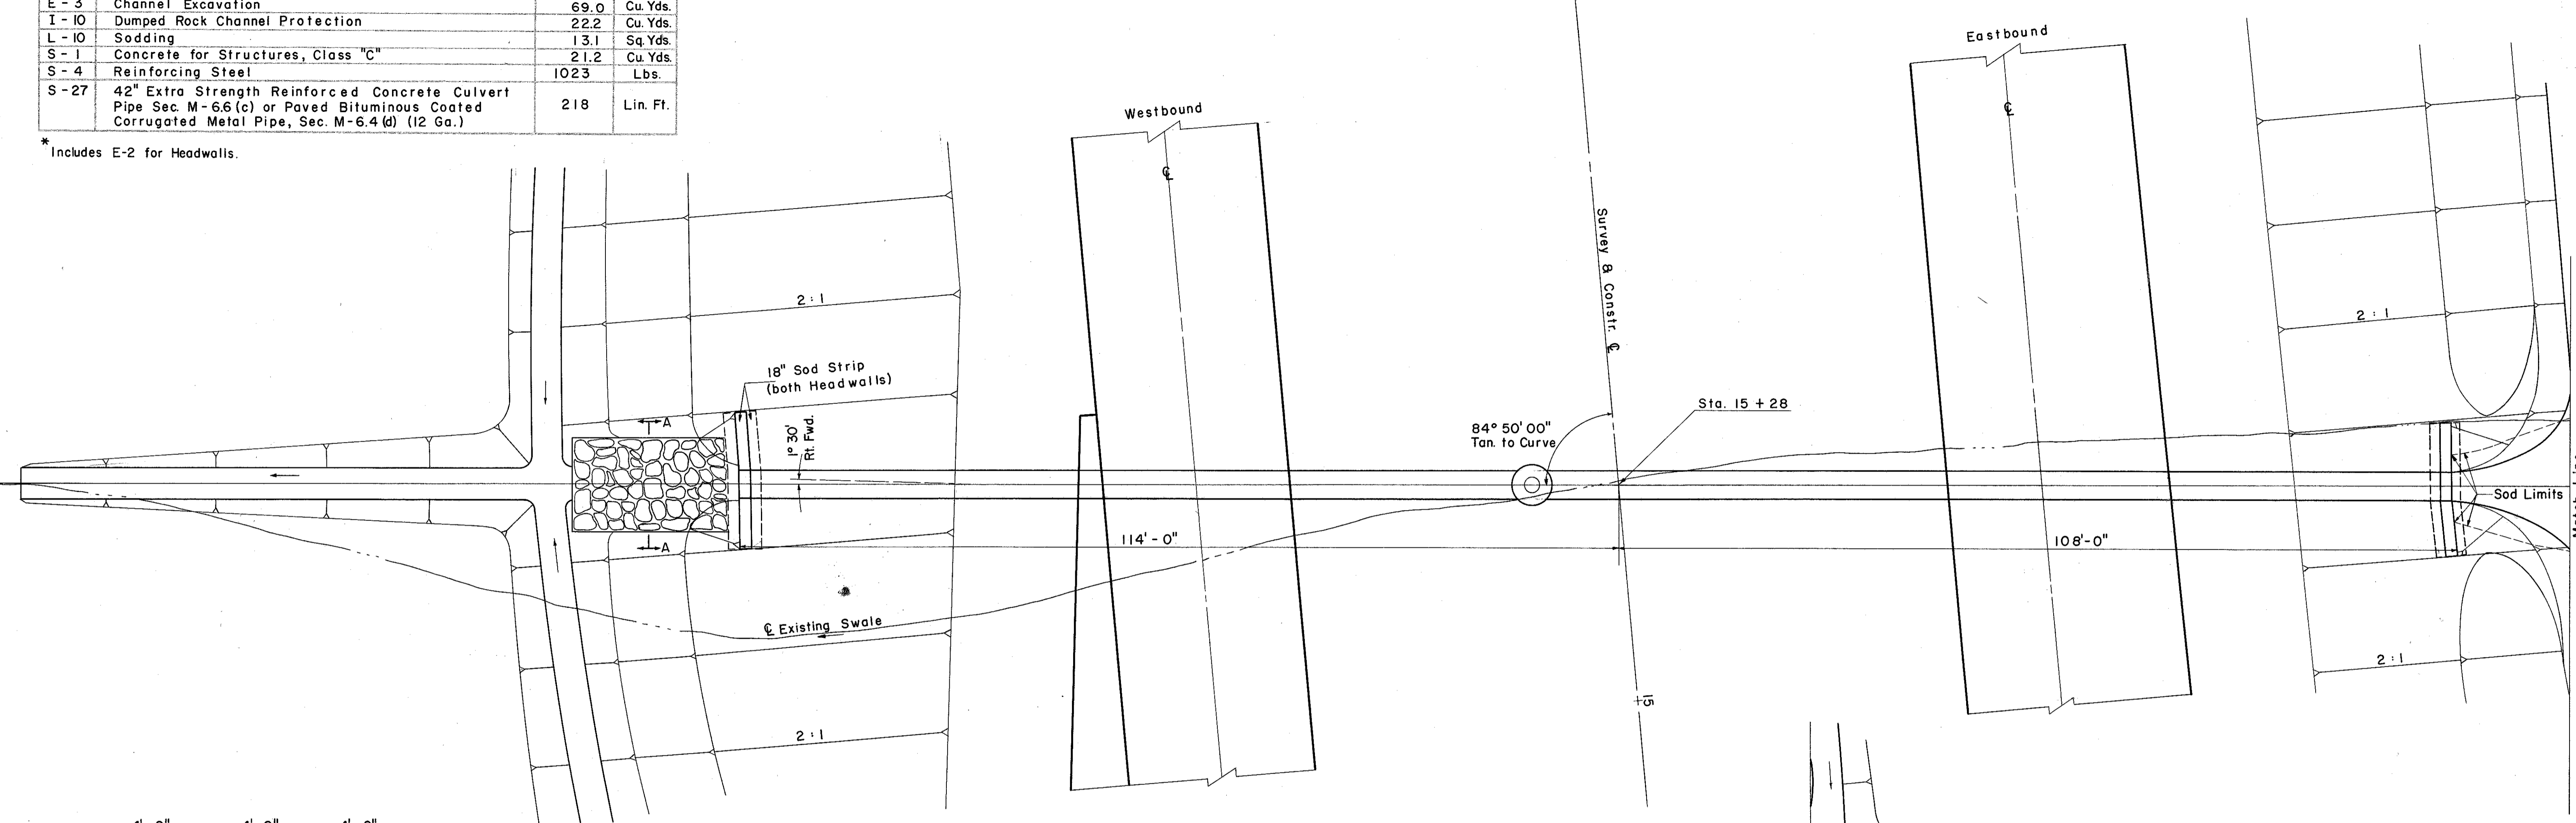 E - 3 Channel Excavation 69.0 Cu. Yds.
I - 10 Dumped Rock Channel Protection 22.2 Cu. Yds.
L - 10 Sodding 13.1 Sq. Yds.
S - 1 Concrete for Structures, Class "C" 21.2 Cu. Yds.
S - 4 Reinforcing Steel 1023 Lbs.
S - 27 42" Extra Strength Reinforced Concrete Culvert
Pipe Sec. M - 6.6 (c) or Paved Bituminous Coated 218 Lin. Ft.
Corrugated Metal Pipe, Sec. M - 6.4 (d) (12 Ga.)
* Includes E-2 for Headwalls.
Westbound
℄
Eastbound
℄
Survey & Constr. ℄
2 : 1
2 : 1
18" Sod Strip
(both Headwalls)
A
1° 30'
Rt. Fwd.
84° 50' 00"
Tan. to Curve
Sta. 15 + 28
Sod Limits
A
114' - 0"
108'-0"
℄ Existing Swale
2 : 1
2 : 1
15